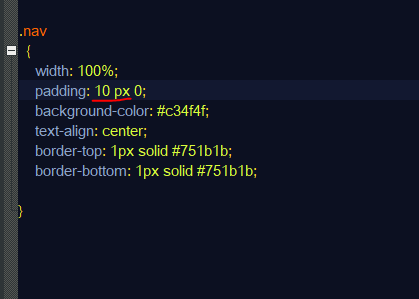 .nav
{
width: 100%;
padding: 10 px 0;
background-color: #c34f4f;
text-align: center;
border-top: 1px solid #751b1b;
border-bottom: 1px solid #751b1b;
}